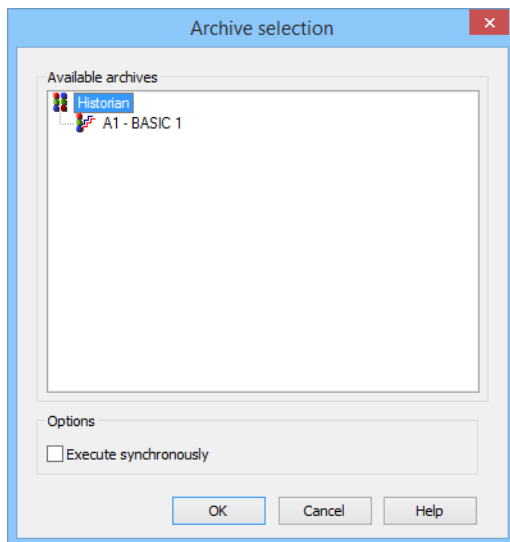 Archive selection
Available archives
Historian
A1 - BASIC 1
Options
Execute synchronously
OK Cancel Help